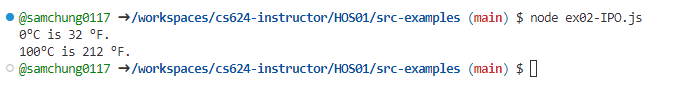 @samchung0117 ➜/workspaces/cs624-instructor/HOS01/src-examples (main) $ node ex02-IPO.js
0°C is 32 °F.
100°C is 212 °F.
@samchung0117 ➜/workspaces/cs624-instructor/HOS01/src-examples (main) $